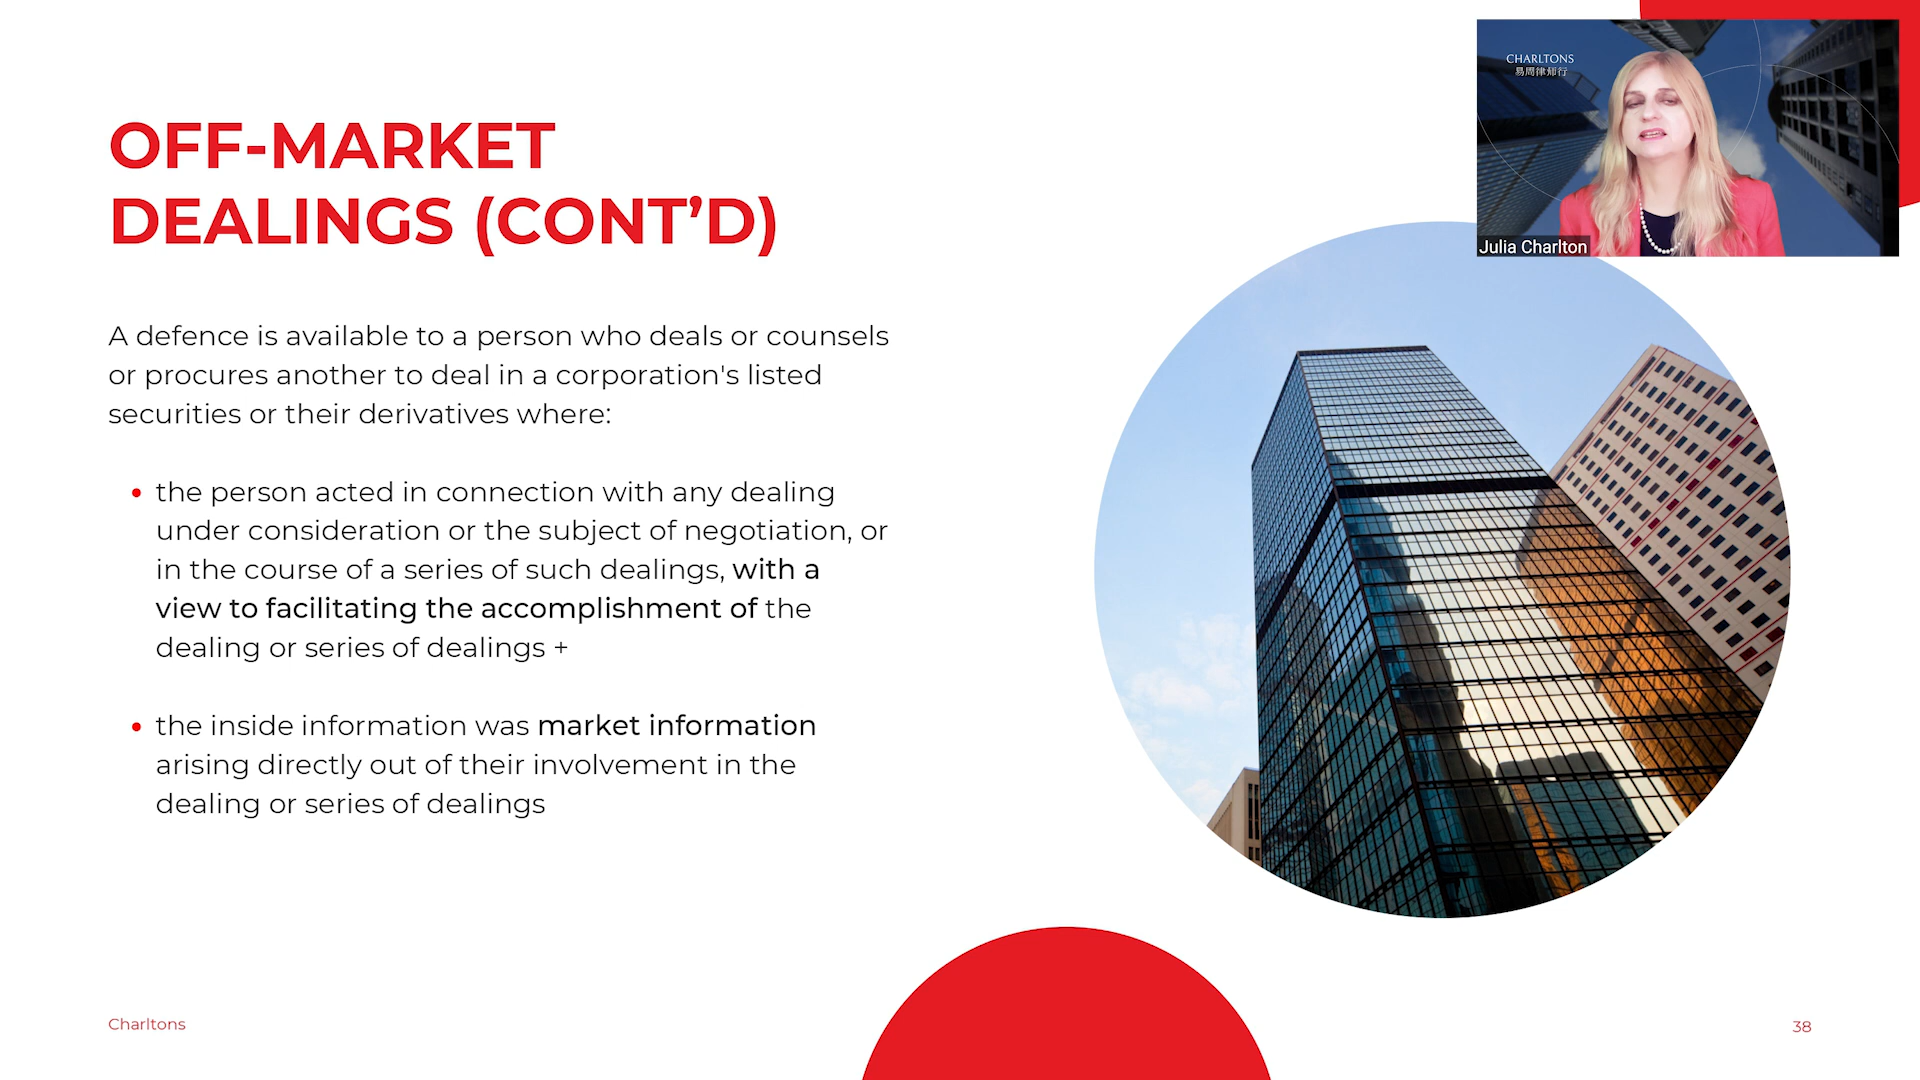 CHARLTONS
易周律师行
Julia Charlton
OFF-MARKET
DEALINGS (CONT’D)
A defence is available to a person who deals or counsels
or procures another to deal in a corporation's listed
securities or their derivatives where:
• the person acted in connection with any dealing
under consideration or the subject of negotiation, or
in the course of a series of such dealings, with a
view to facilitating the accomplishment of the
dealing or series of dealings +
• the inside information was market information
arising directly out of their involvement in the
dealing or series of dealings
Charltons
38